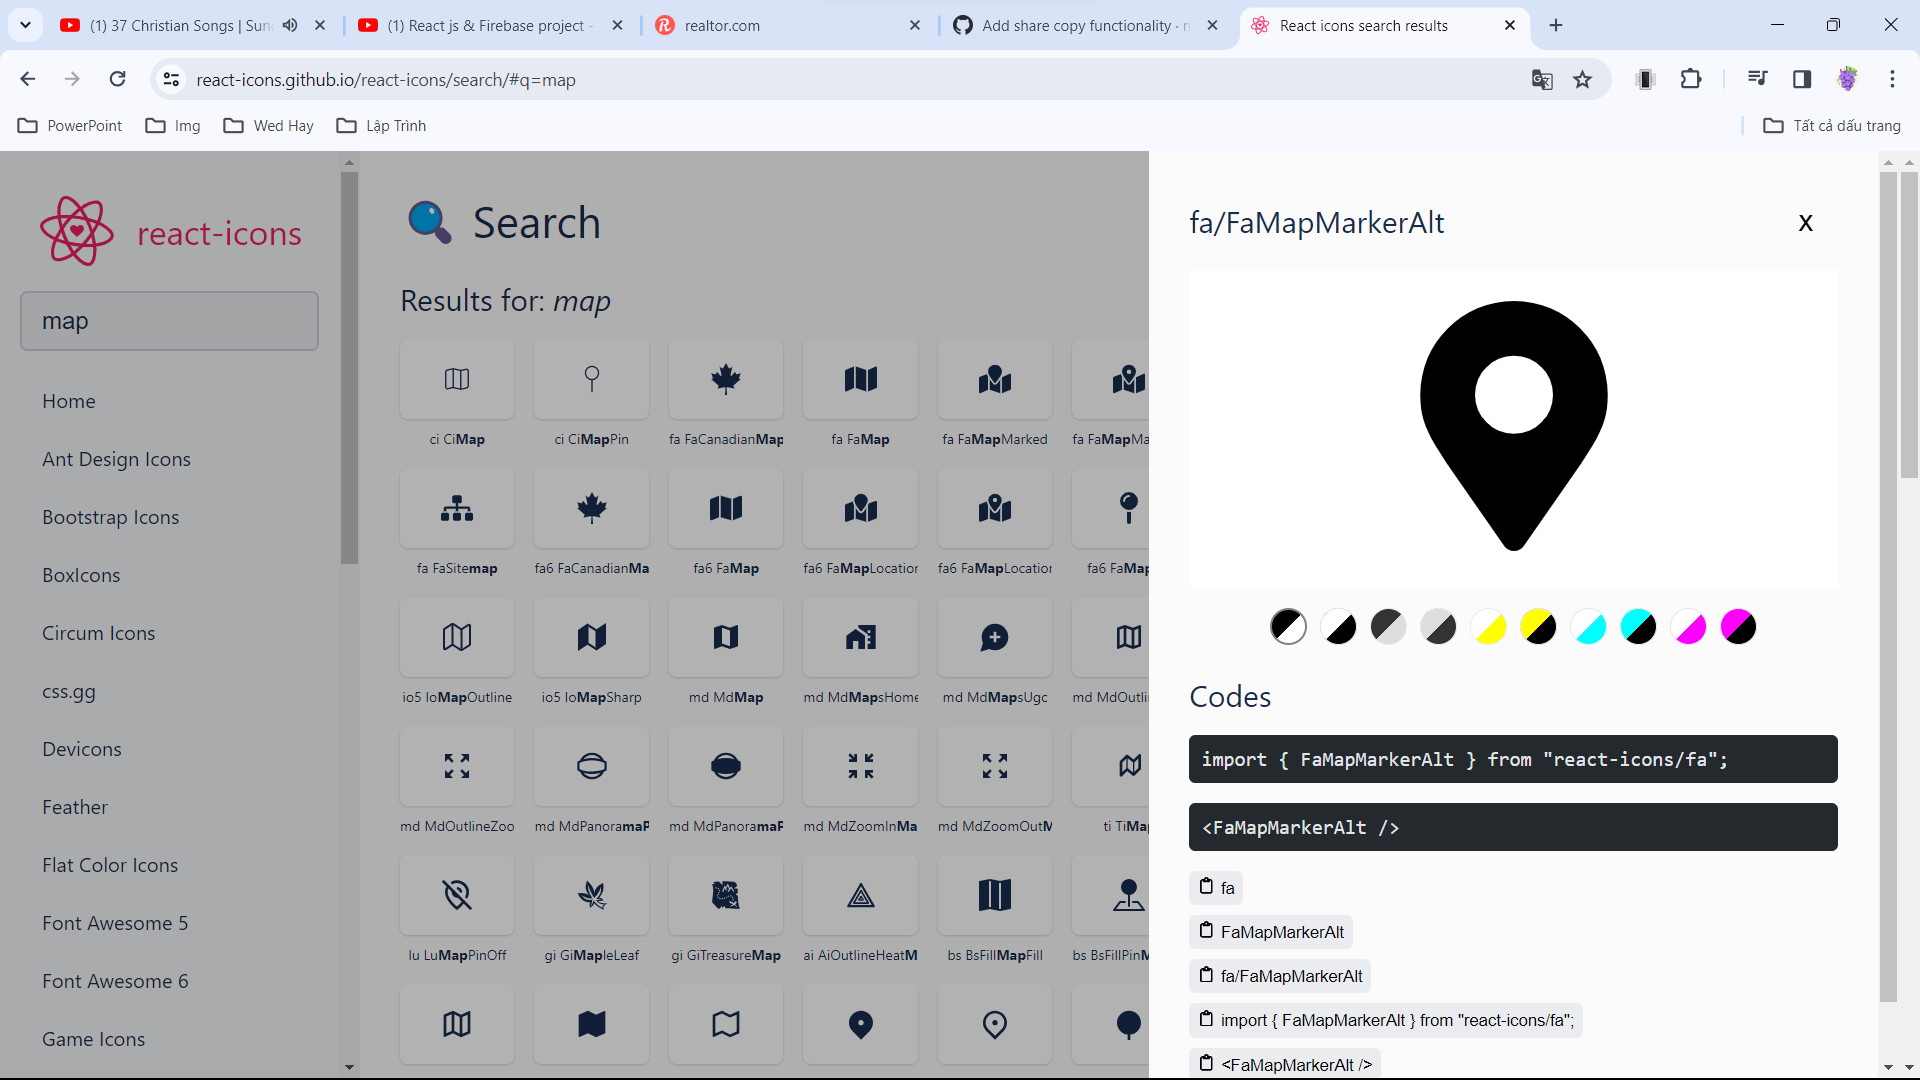 (1) 37 Christian Songs | Sun
(1) React js & Firebase project -
realtor.com
Add share copy functionality · n
React icons search results
react-icons.github.io/react-icons/search/#q=map
PowerPoint
Img
Wed Hay
Lập Trình
Tất cả dấu trang
react-icons
map
Home
Ant Design Icons
Bootstrap Icons
BoxIcons
Circum Icons
css.gg
Devicons
Feather
Flat Color Icons
Font Awesome 5
Font Awesome 6
Game Icons
Search
Results for: map
ci CiMap
ci CiMapPin
fa FaCanadianMap
fa FaMap
fa FaMapMarked
fa FaMapMa
fa FaSitemap
fa6 FaCanadianMa
fa6 FaMap
fa6 FaMapLocation
fa6 FaMapLocation
fa6 FaMap
io5 IoMapOutline
io5 IoMapSharp
md MdMap
md MdMapsHome
md MdMapsUgc
md MdOutlin
md MdOutlineZoo
md MdPanoramaP
md MdPanoramaP
md MdZoomInMa
md MdZoomOutM
ti TiMap
lu LuMapPinOff
gi GiMapleLeaf
gi GiTreasureMap
ai AiOutlineHeatM
bs BsFillMapFill
bs BsFillPinM
fa/FaMapMarkerAlt
X
Codes
import { FaMapMarkerAlt } from "react-icons/fa";
<FaMapMarkerAlt />
fa
FaMapMarkerAlt
fa/FaMapMarkerAlt
import { FaMapMarkerAlt } from "react-icons/fa";
<FaMapMarkerAlt />